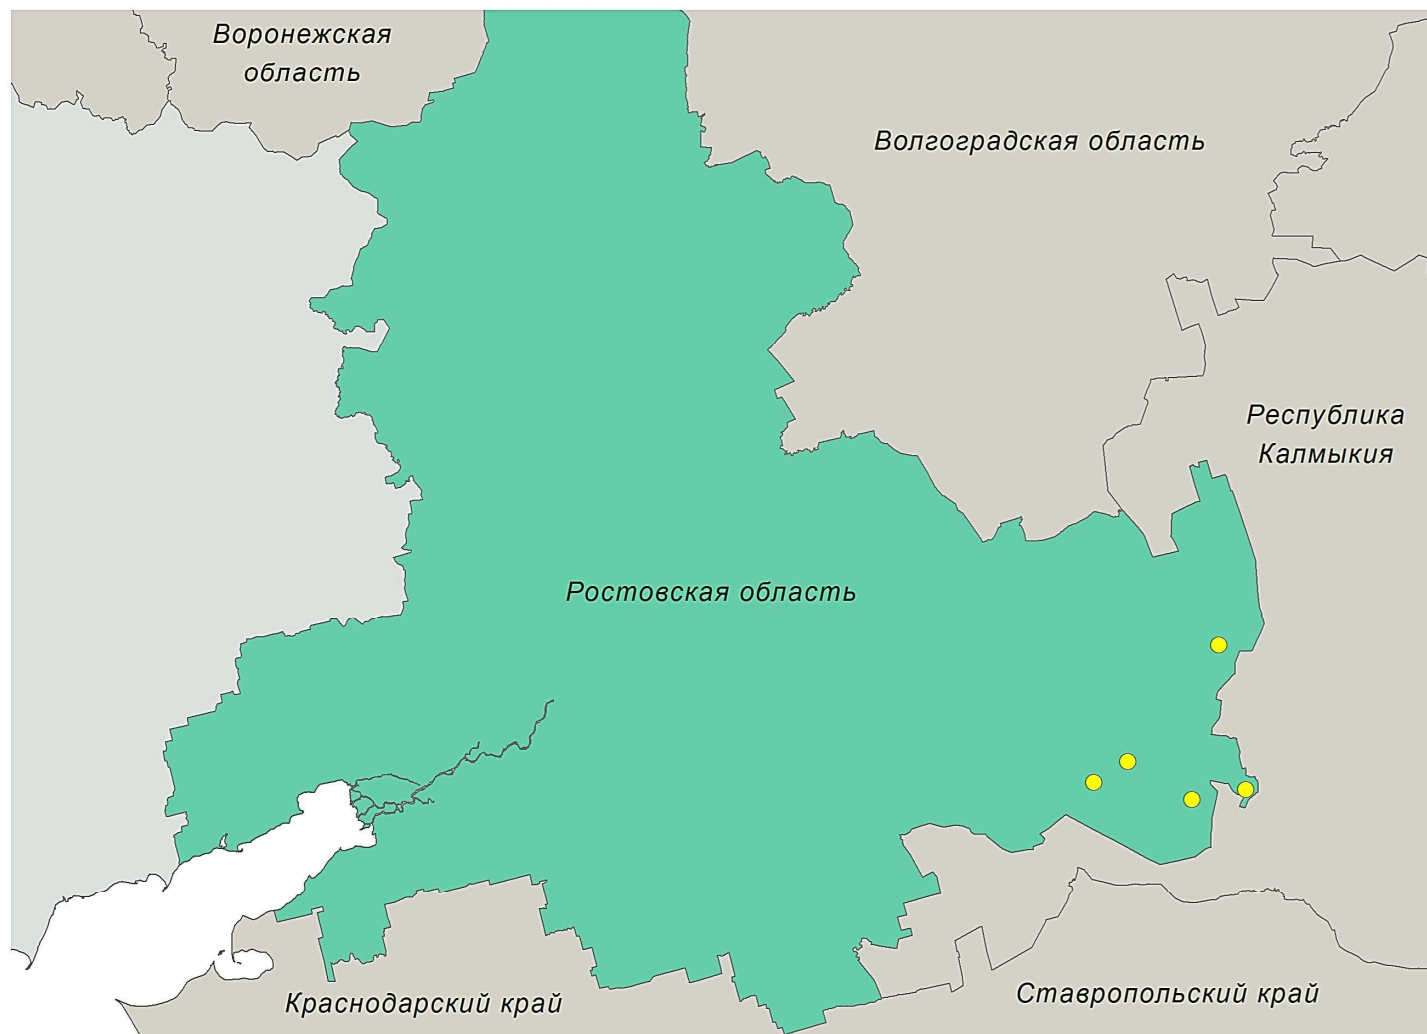 Воронежская
область
Волгоградская область
Республика
Калмыкия
Ростовская область
Краснодарский край
Ставропольский край